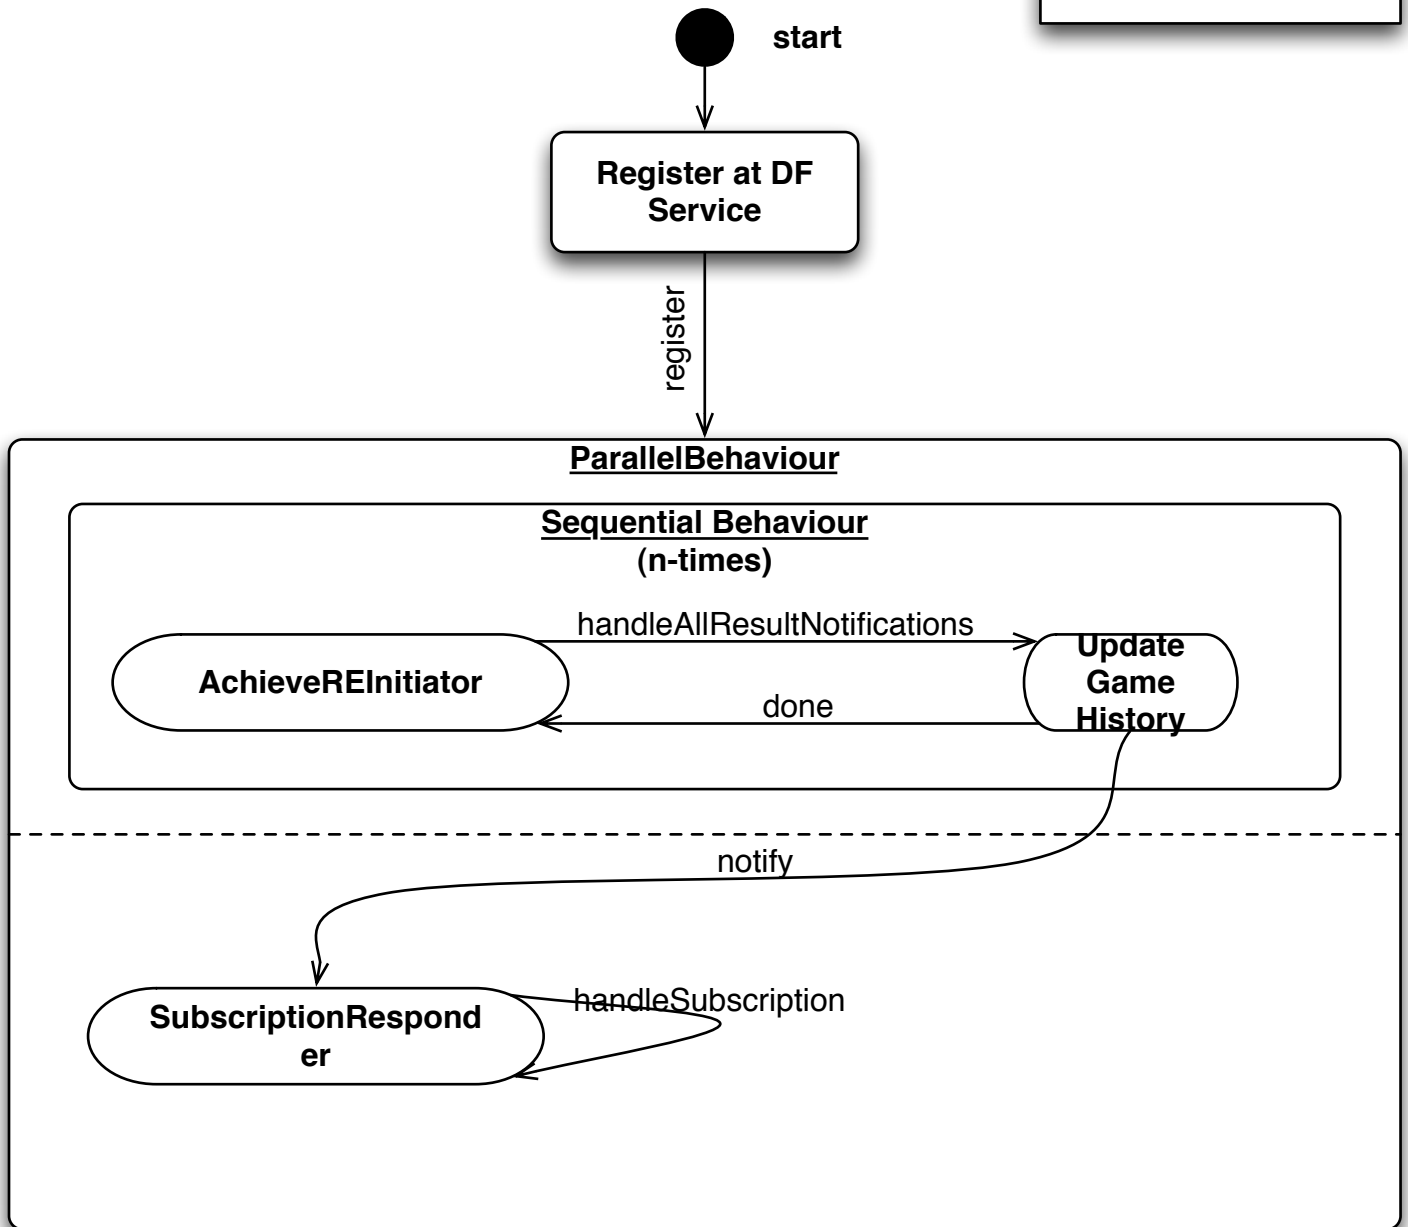 start
Register at DF
Service
register
ParallelBehaviour
Sequential Behaviour
(n-times)
handleAllResultNotifications
AchieveREInitiator
Update
Game
History
done
notify
handleSubscription
SubscriptionRespond
er